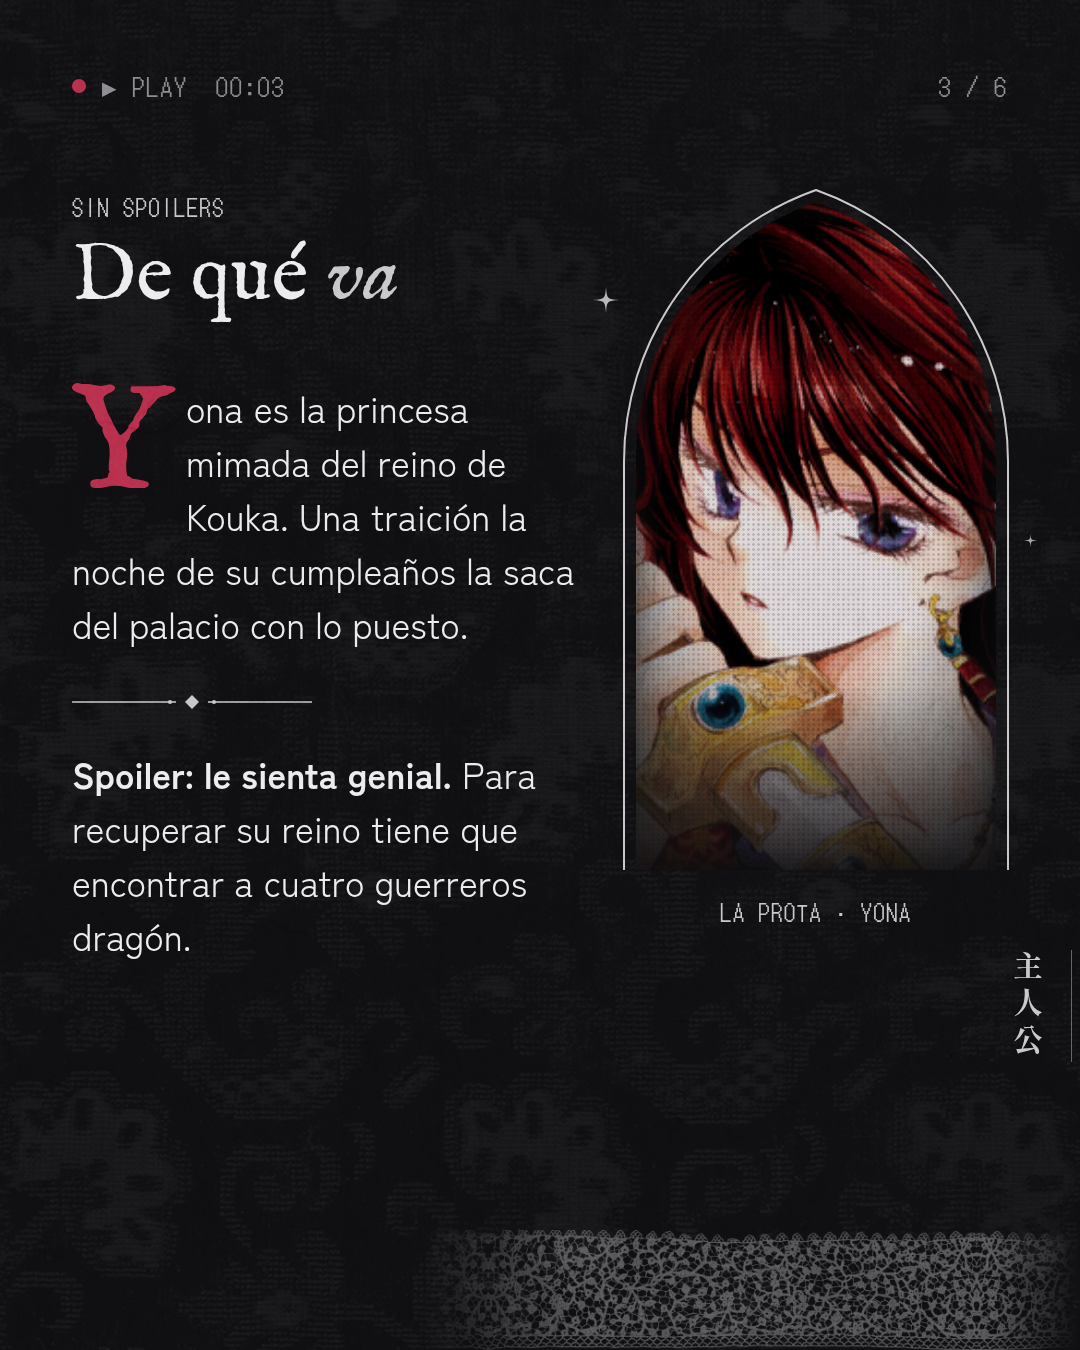 ▶ PLAY 00:03
3 / 6
SIN SPOILERS
De qué va
Yona es la princesa
mimada del reino de
Kouka. Una traición la
noche de su cumpleaños la saca
del palacio con lo puesto.
Spoiler: le sienta genial. Para
recuperar su reino tiene que
encontrar a cuatro guerreros
dragón.
LA PROTA · YONA
主人公